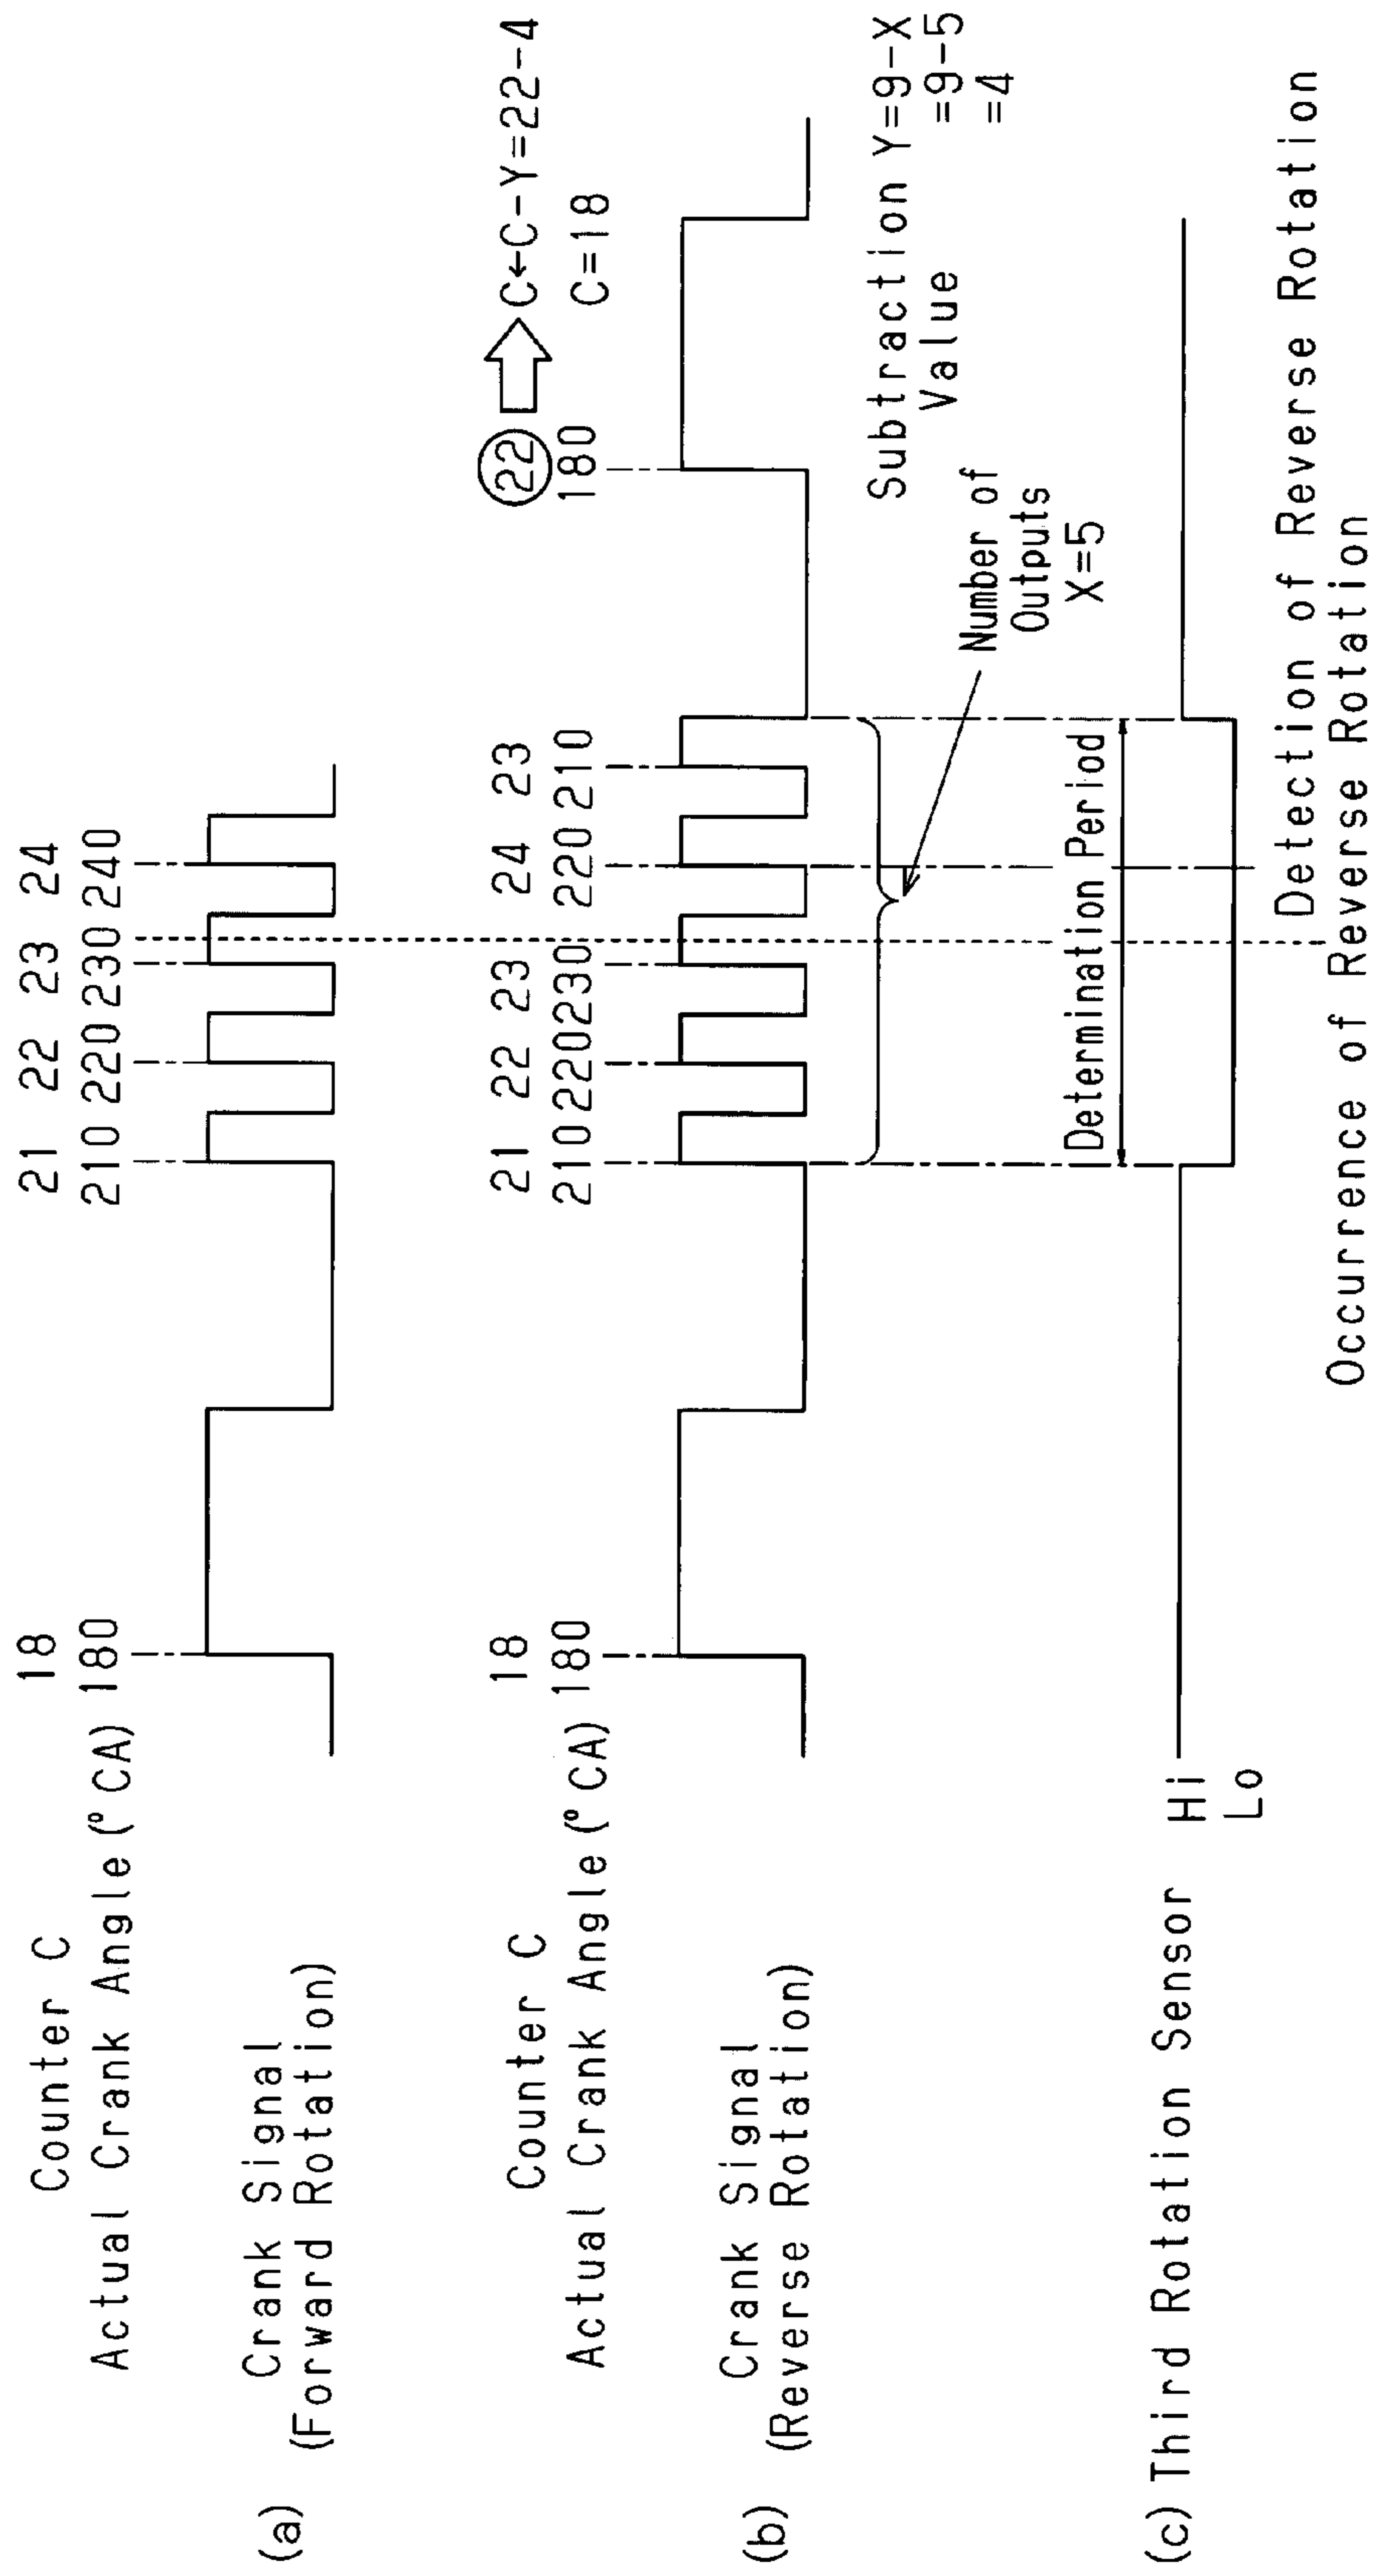 Counter C 18 21 22 23 24
Actual Crank Angle (° CA) 180 210 220 230 240
(a) Crank Signal
(Forward Rotation)
Counter C 18 21 22 23 24 23 22 C←C-Y=22-4
Actual Crank Angle (° CA) 180 210 220 230 220 210 180 C=18
(b) Crank Signal
(Reverse Rotation)
Subtraction Y=9-X
Value =9-5
=4
Number of
Outputs
X=5
Determination Period
(c) Third Rotation Sensor Hi
Lo
Detection of Reverse Rotation
Occurrence of Reverse Rotation